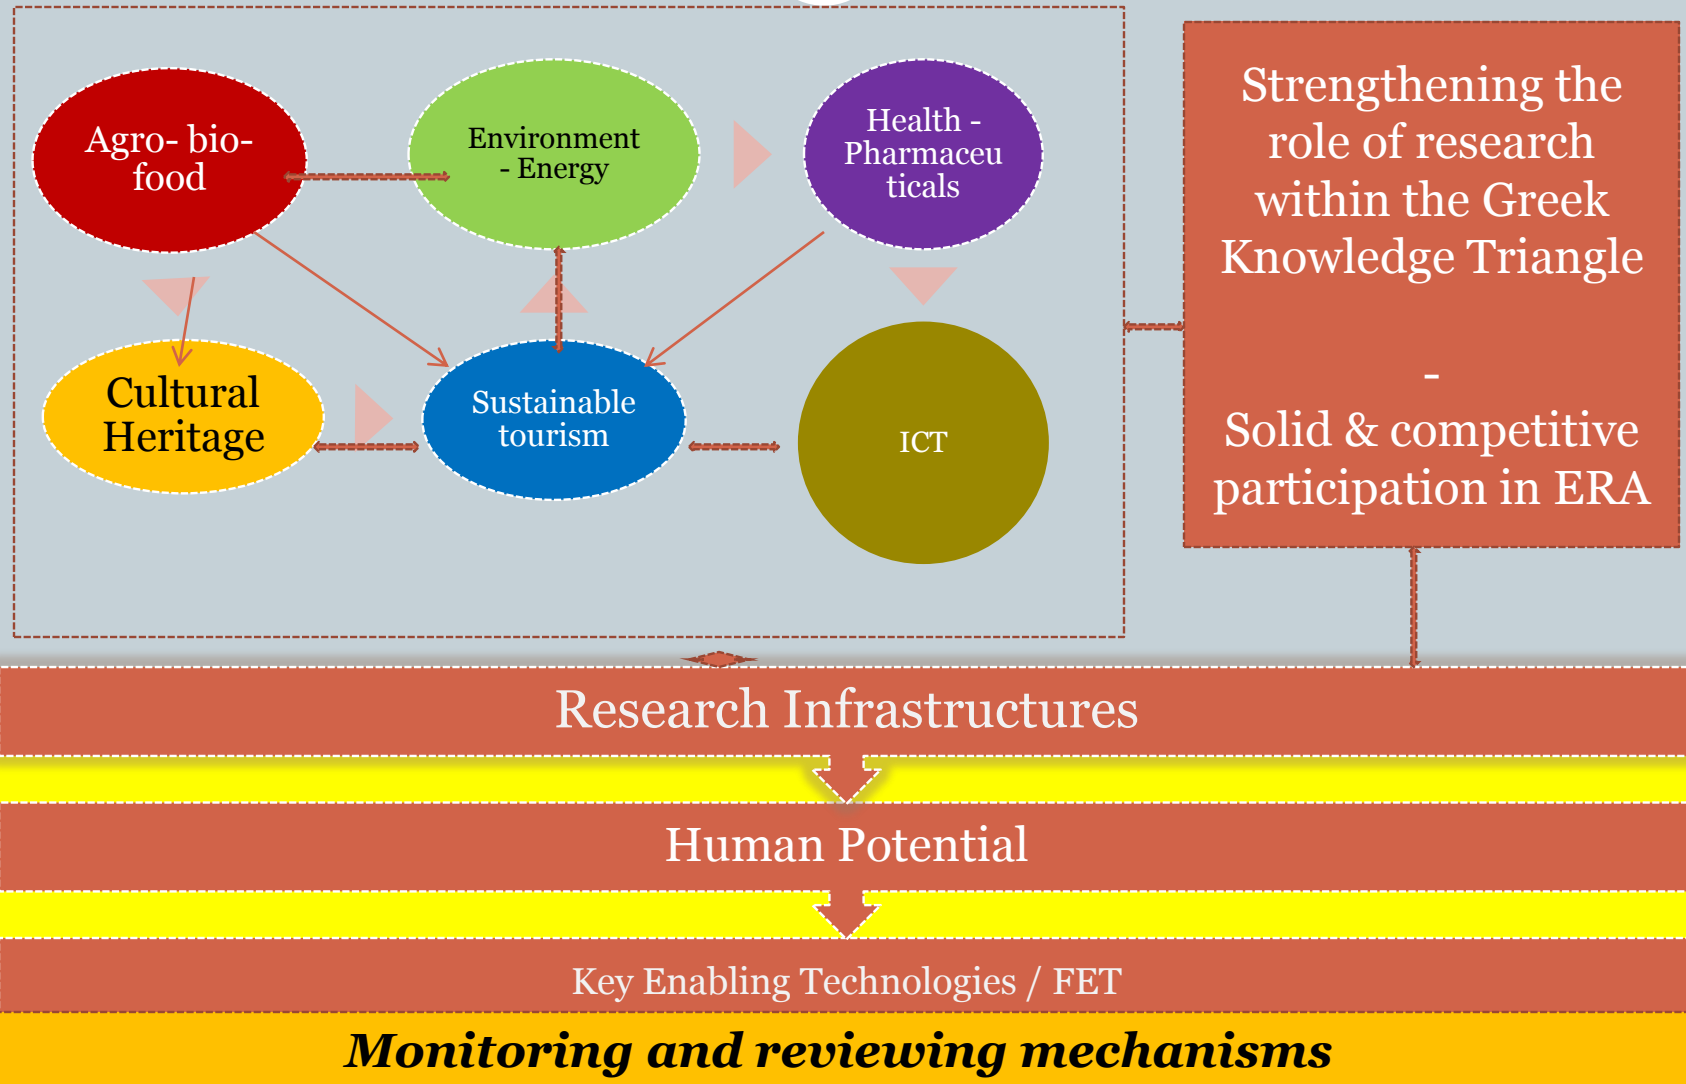 Agro- bio-
food
Environment
- Energy
Health -
Pharmaceu
ticals
Cultural
Heritage
Sustainable
tourism
ICT
Strengthening the
role of research
within the Greek
Knowledge Triangle
-
Solid & competitive
participation in ERA
Research Infrastructures
Human Potential
Key Enabling Technologies / FET
Monitoring and reviewing mechanisms